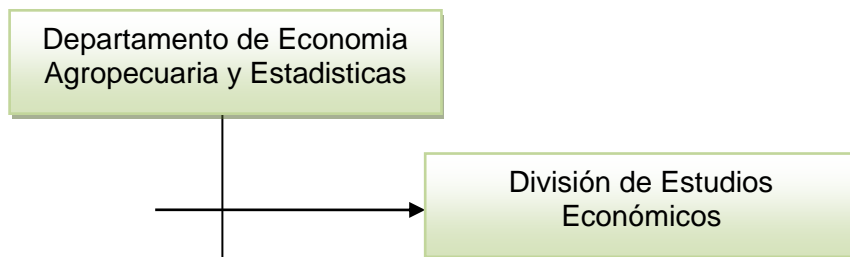 Departamento de Economia
Agropecuaria y Estadisticas
División de Estudios
Económicos